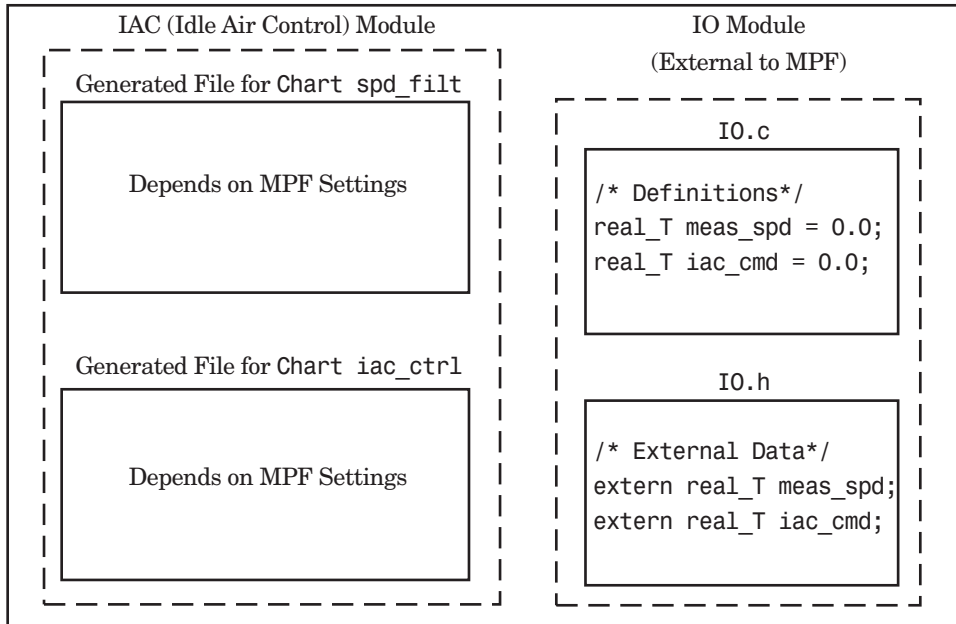 IAC (Idle Air Control) Module
Generated File for Chart spd_filt
Depends on MPF Settings
Generated File for Chart iac_ctrl
Depends on MPF Settings
IO Module
(External to MPF)
IO.c
/* Definitions*/
real_T meas_spd = 0.0;
real_T iac_cmd = 0.0;
IO.h
/* External Data*/
extern real_T meas_spd;
extern real_T iac_cmd;